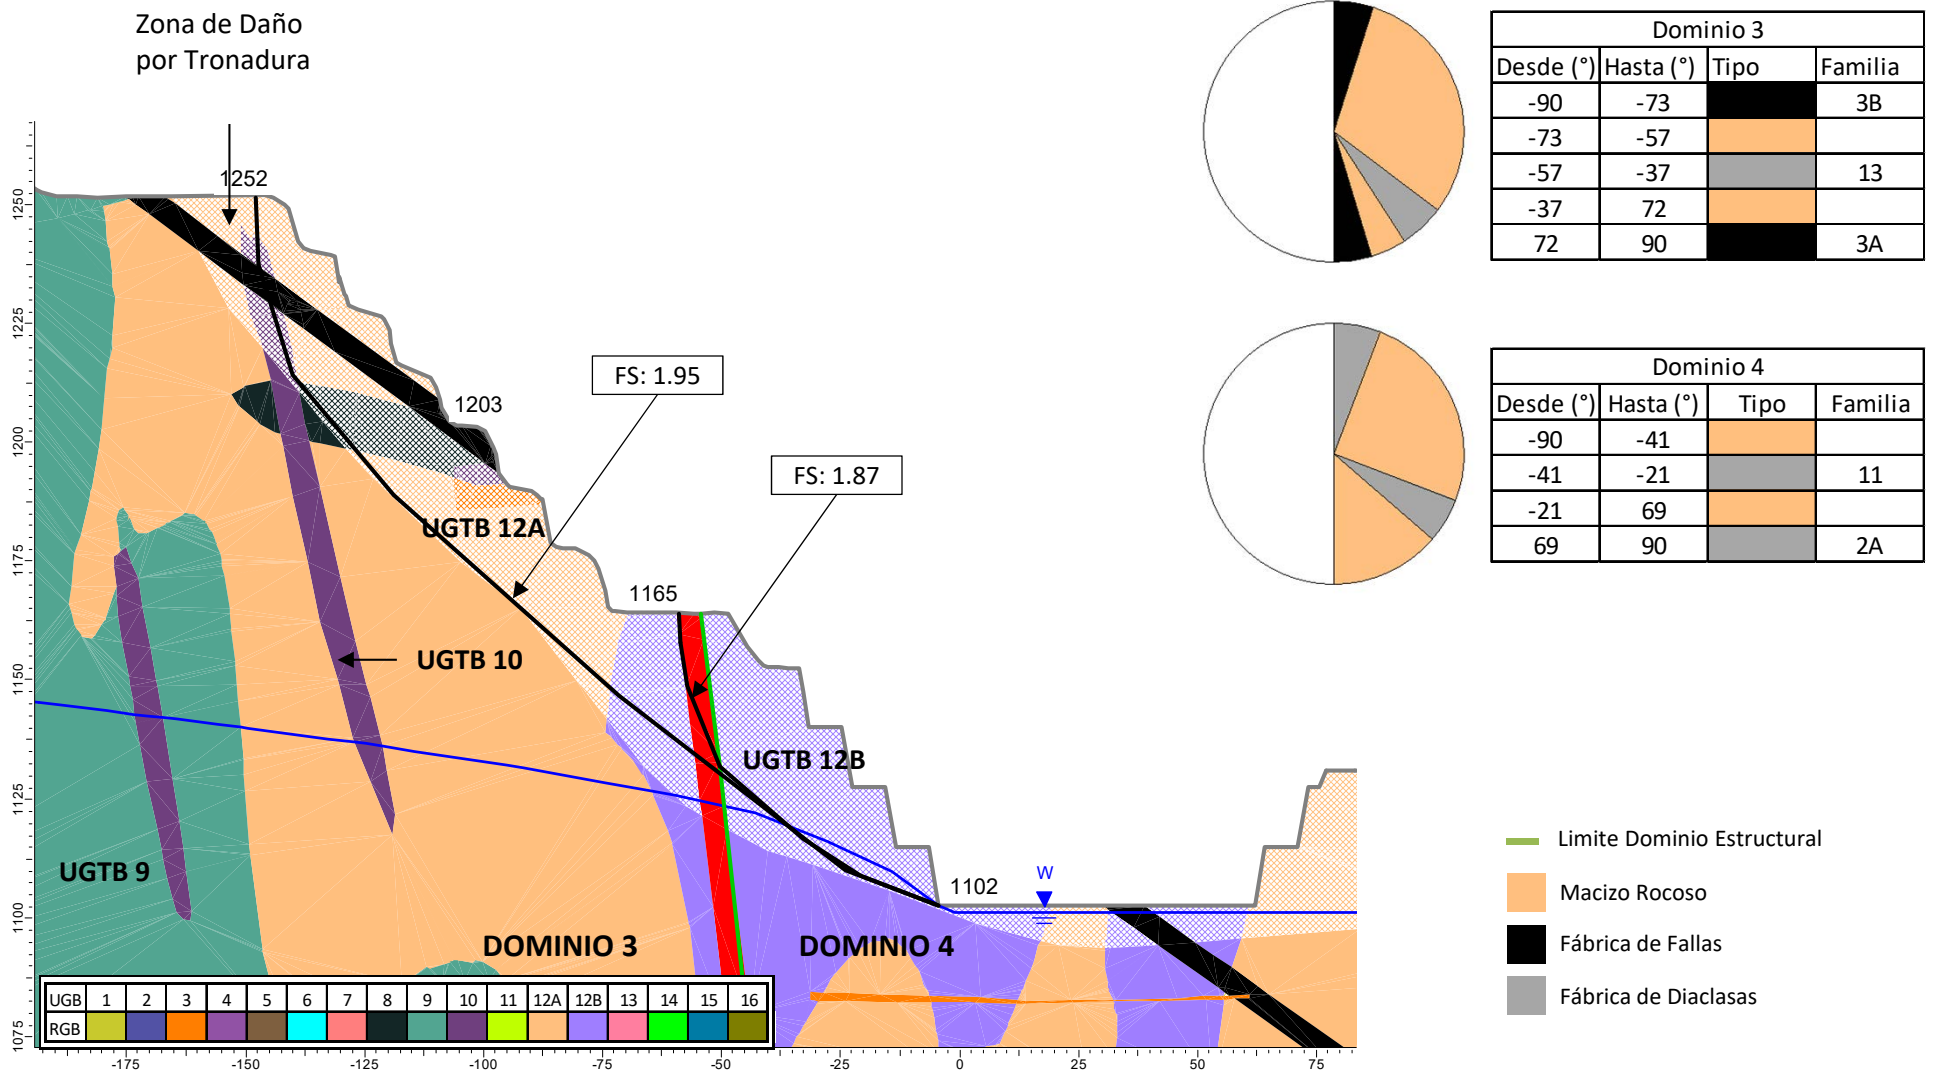 Zona de Daño
por Tronadura
1252
1203
FS: 1.95
FS: 1.87
UGTB 12A
1165
UGTB 10
UGTB 12B
UGTB 9
1102
W
DOMINIO 3
DOMINIO 4
1250
1225
1200
1175
1150
1125
1100
1075
UGB 1 2 3 4 5 6 7 8 9 10 11 12A 12B 13 14 15 16
RGB
-175 -150 -125 -100 -75 -50 -25 0 25 50 75
Dominio 3
Desde (°) Hasta (°) Tipo Familia
-90 -73 3B
-73 -57
-57 -37 13
-37 72
72 90 3A
Dominio 4
Desde (°) Hasta (°) Tipo Familia
-90 -41
-41 -21 11
-21 69
69 90 2A
Limite Dominio Estructural
Macizo Rocoso
Fábrica de Fallas
Fábrica de Diaclasas